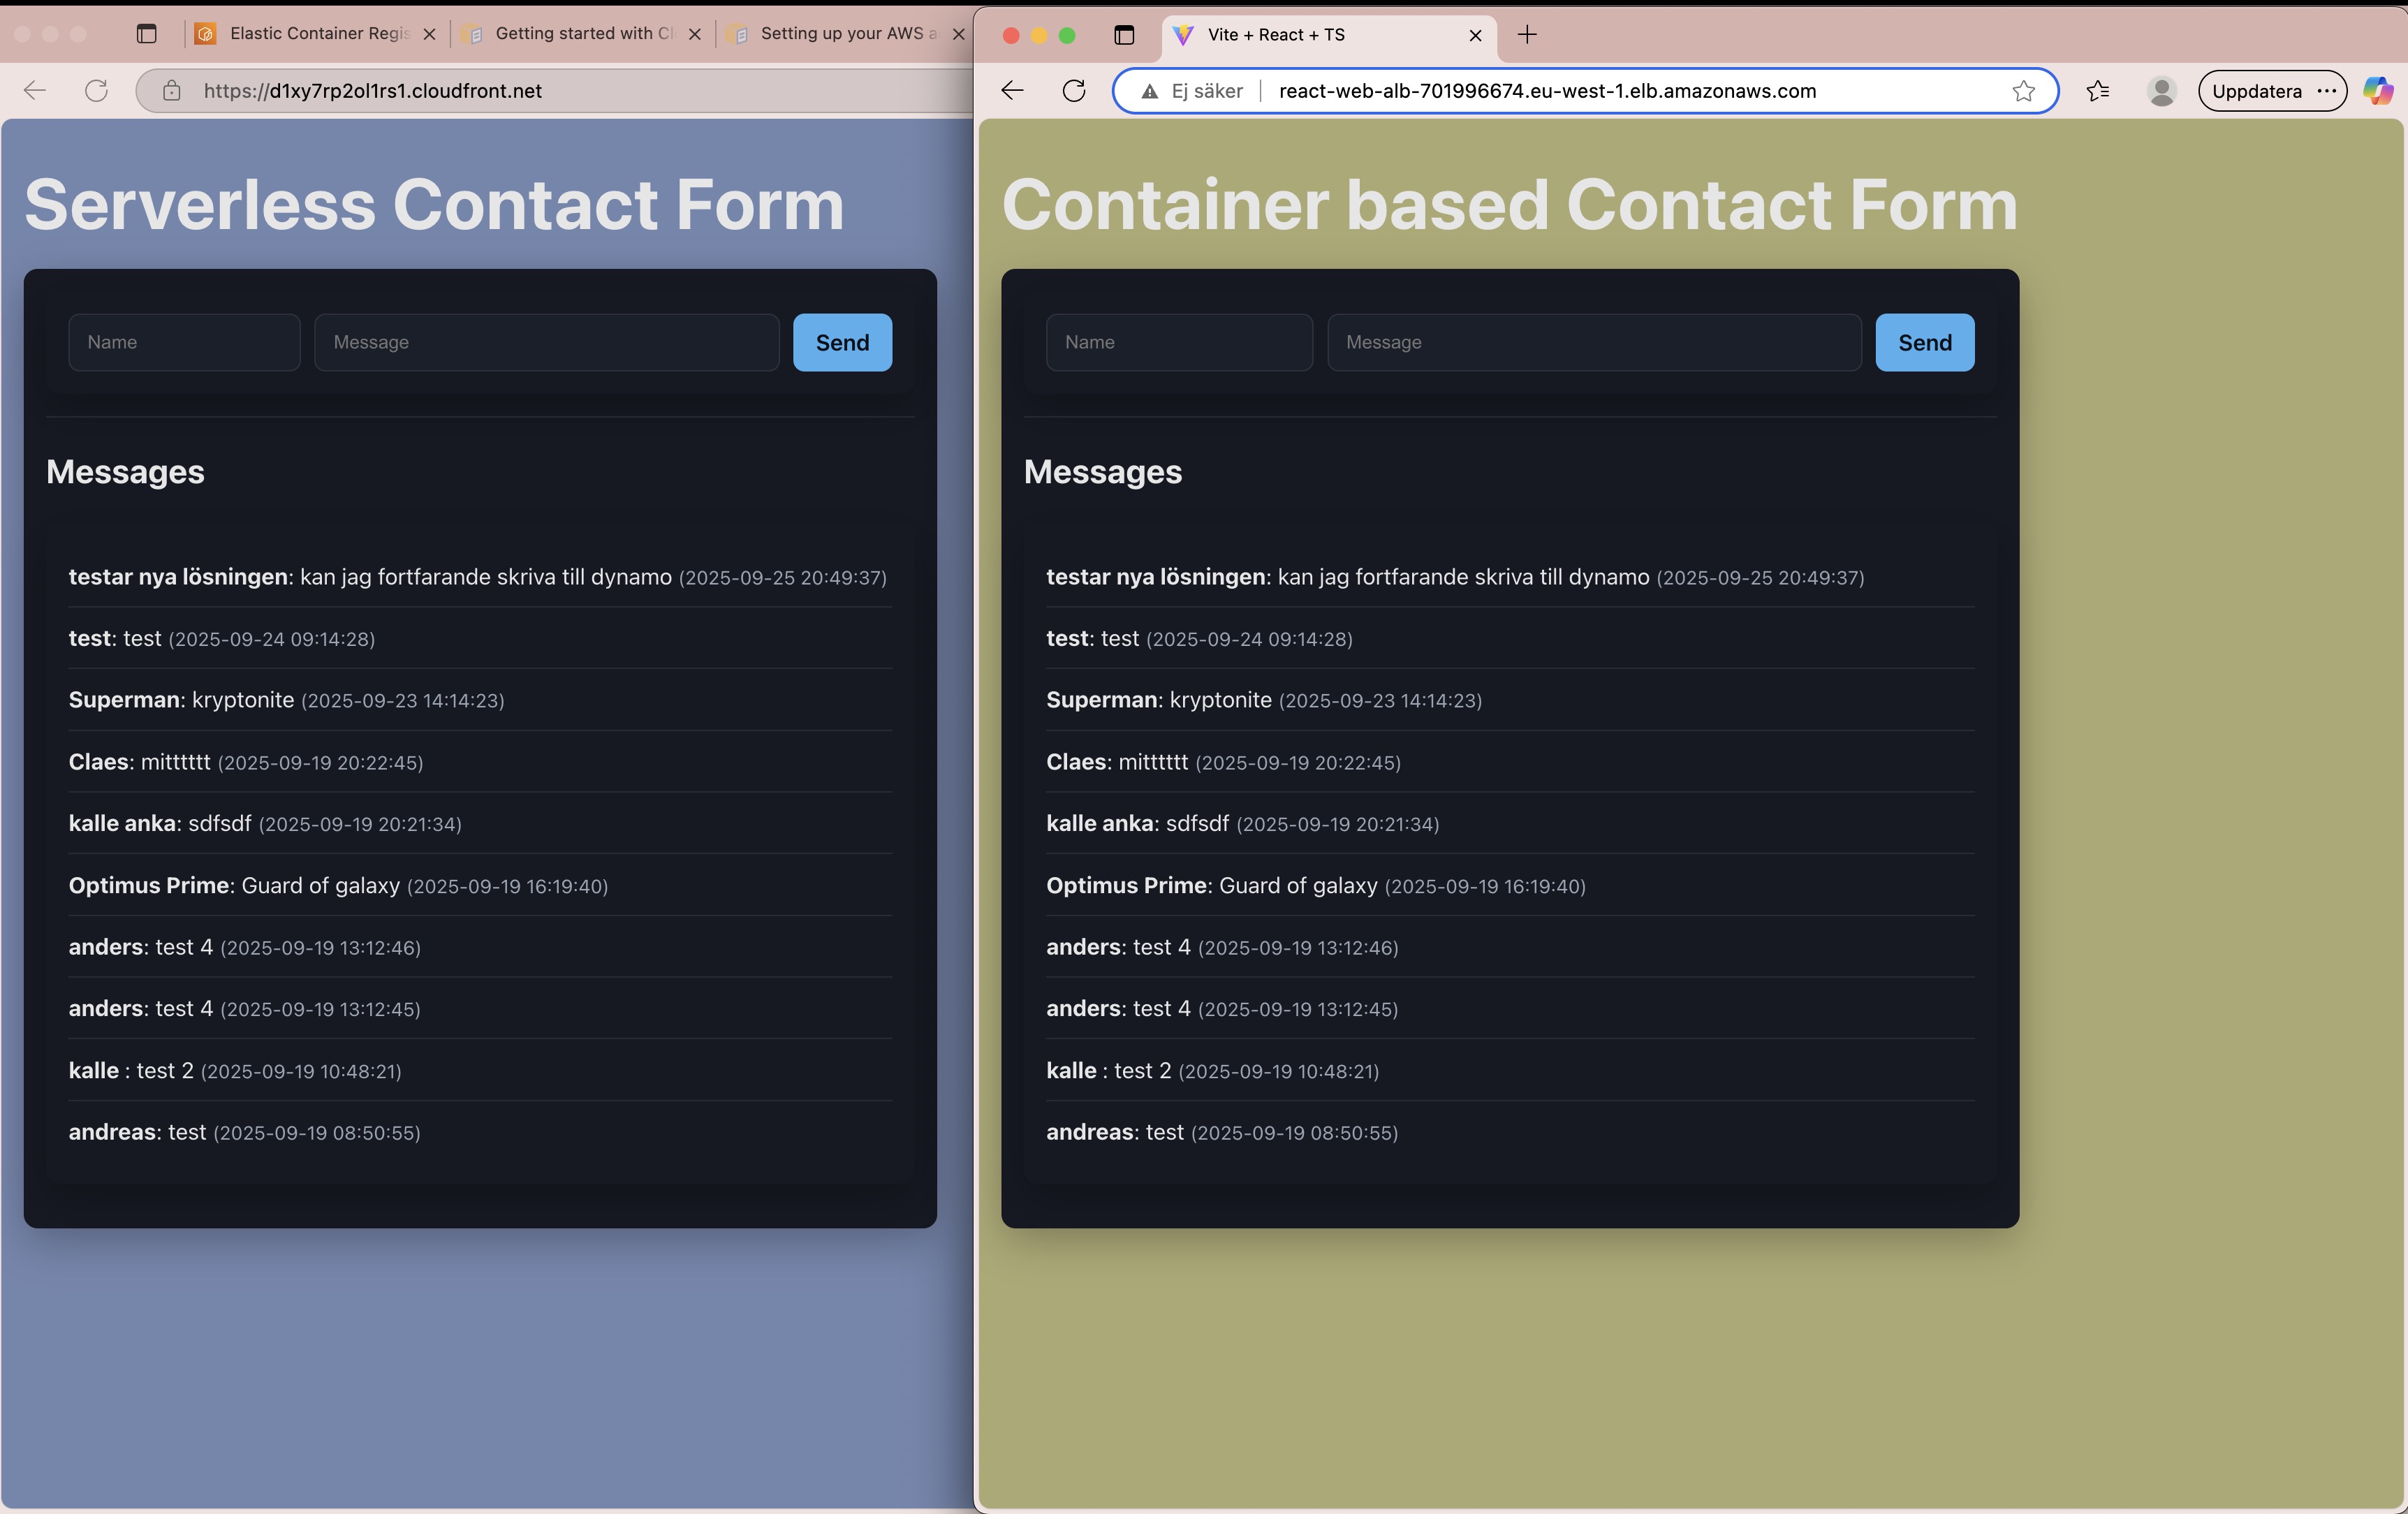 Elastic Container Regis
Getting started with Cl
Setting up your AWS a
https://d1xy7rp2ol1rs1.cloudfront.net
Serverless Contact Form
Name
Message
Send
Messages
testar nya lösningen: kan jag fortfarande skriva till dynamo (2025-09-25 20:49:37)
test: test (2025-09-24 09:14:28)
Superman: kryptonite (2025-09-23 14:14:23)
Claes: mitttttt (2025-09-19 20:22:45)
kalle anka: sdfsdf (2025-09-19 20:21:34)
Optimus Prime: Guard of galaxy (2025-09-19 16:19:40)
anders: test 4 (2025-09-19 13:12:46)
anders: test 4 (2025-09-19 13:12:45)
kalle : test 2 (2025-09-19 10:48:21)
andreas: test (2025-09-19 08:50:55)
Vite + React + TS
Ej säker
react-web-alb-701996674.eu-west-1.elb.amazonaws.com
Uppdatera
Container based Contact Form
Name
Message
Send
Messages
testar nya lösningen: kan jag fortfarande skriva till dynamo (2025-09-25 20:49:37)
test: test (2025-09-24 09:14:28)
Superman: kryptonite (2025-09-23 14:14:23)
Claes: mitttttt (2025-09-19 20:22:45)
kalle anka: sdfsdf (2025-09-19 20:21:34)
Optimus Prime: Guard of galaxy (2025-09-19 16:19:40)
anders: test 4 (2025-09-19 13:12:46)
anders: test 4 (2025-09-19 13:12:45)
kalle : test 2 (2025-09-19 10:48:21)
andreas: test (2025-09-19 08:50:55)